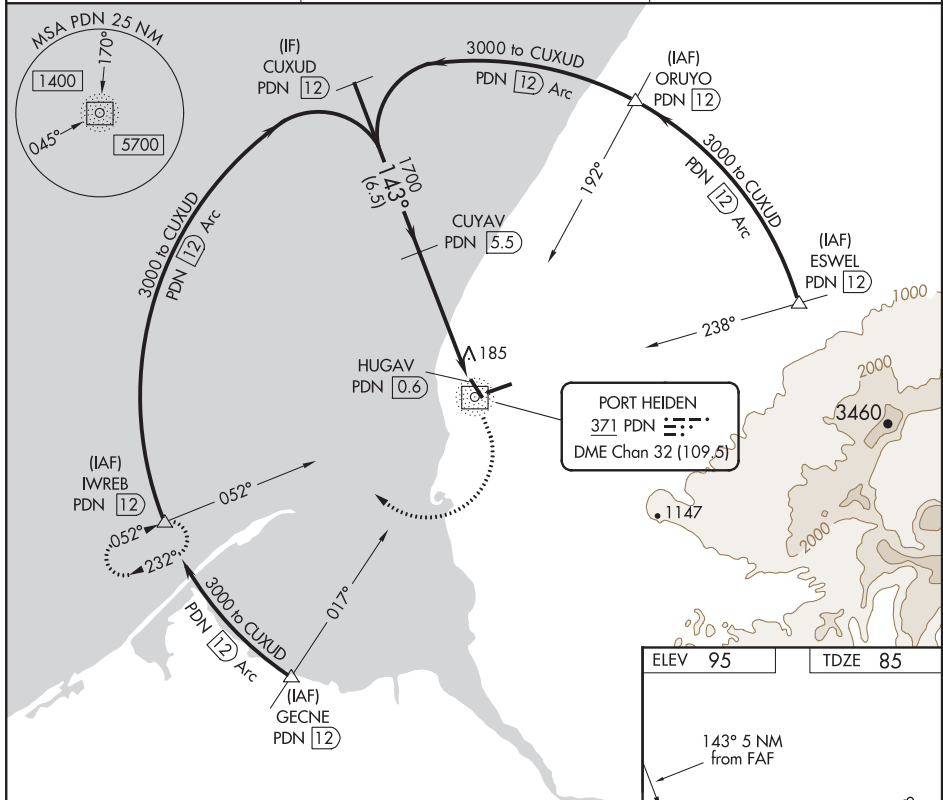 MSA PDN 25 NM
170°
1400
045°
5700
(IF)
CUXUD
PDN 12
3000 to CUXUD
PDN 12 Arc
(IAF)
ORUYO
PDN 12
3000 to CUXUD
PDN 12 Arc
192°
1700
143°
(6.5)
CUYAV
PDN 5.5
(IAF)
ESWEL
PDN 12
238°
1000
2000
3460
3000 to CUXUD
PDN 12 Arc
185
HUGAV
PDN 0.6
PORT HEIDEN
371 PDN
DME Chan 32 (109.5)
(IAF)
IWREB
PDN 12
052°
052°
232°
1147
2000
017°
3000 to CUXUD
PDN 12 Arc
(IAF)
GECNE
PDN 12
ELEV 95
TDZE 85
143° 5 NM
from FAF